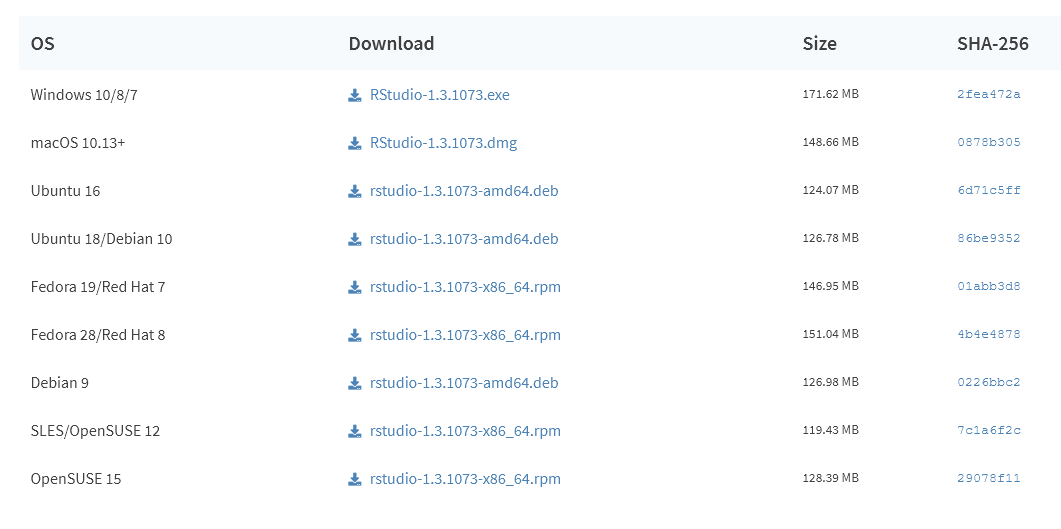 OS Download Size SHA-256
Windows 10/8/7 RStudio-1.3.1073.exe 171.62 MB 2fea472a
macOS 10.13+ RStudio-1.3.1073.dmg 148.66 MB 0878b305
Ubuntu 16 rstudio-1.3.1073-amd64.deb 124.07 MB 6d71c5ff
Ubuntu 18/Debian 10 rstudio-1.3.1073-amd64.deb 126.78 MB 86be9352
Fedora 19/Red Hat 7 rstudio-1.3.1073-x86_64.rpm 146.95 MB 01abb3d8
Fedora 28/Red Hat 8 rstudio-1.3.1073-x86_64.rpm 151.04 MB 4b4e4878
Debian 9 rstudio-1.3.1073-amd64.deb 126.98 MB 0226bbc2
SLES/OpenSUSE 12 rstudio-1.3.1073-x86_64.rpm 119.43 MB 7c1a6f2c
OpenSUSE 15 rstudio-1.3.1073-x86_64.rpm 128.39 MB 29078f11